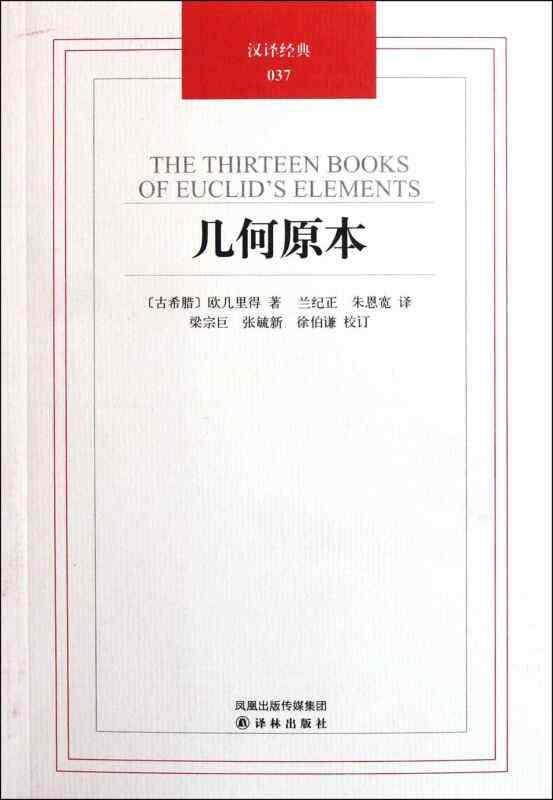 汉译经典
037
THE THIRTEEN BOOKS
OF EUCLID'S ELEMENTS
几何原本
〔古希腊〕欧几里得 著 兰纪正 朱恩宽 译
梁宗巨 张毓新 徐伯谦 校订
凤凰出版传媒集团
译林出版社